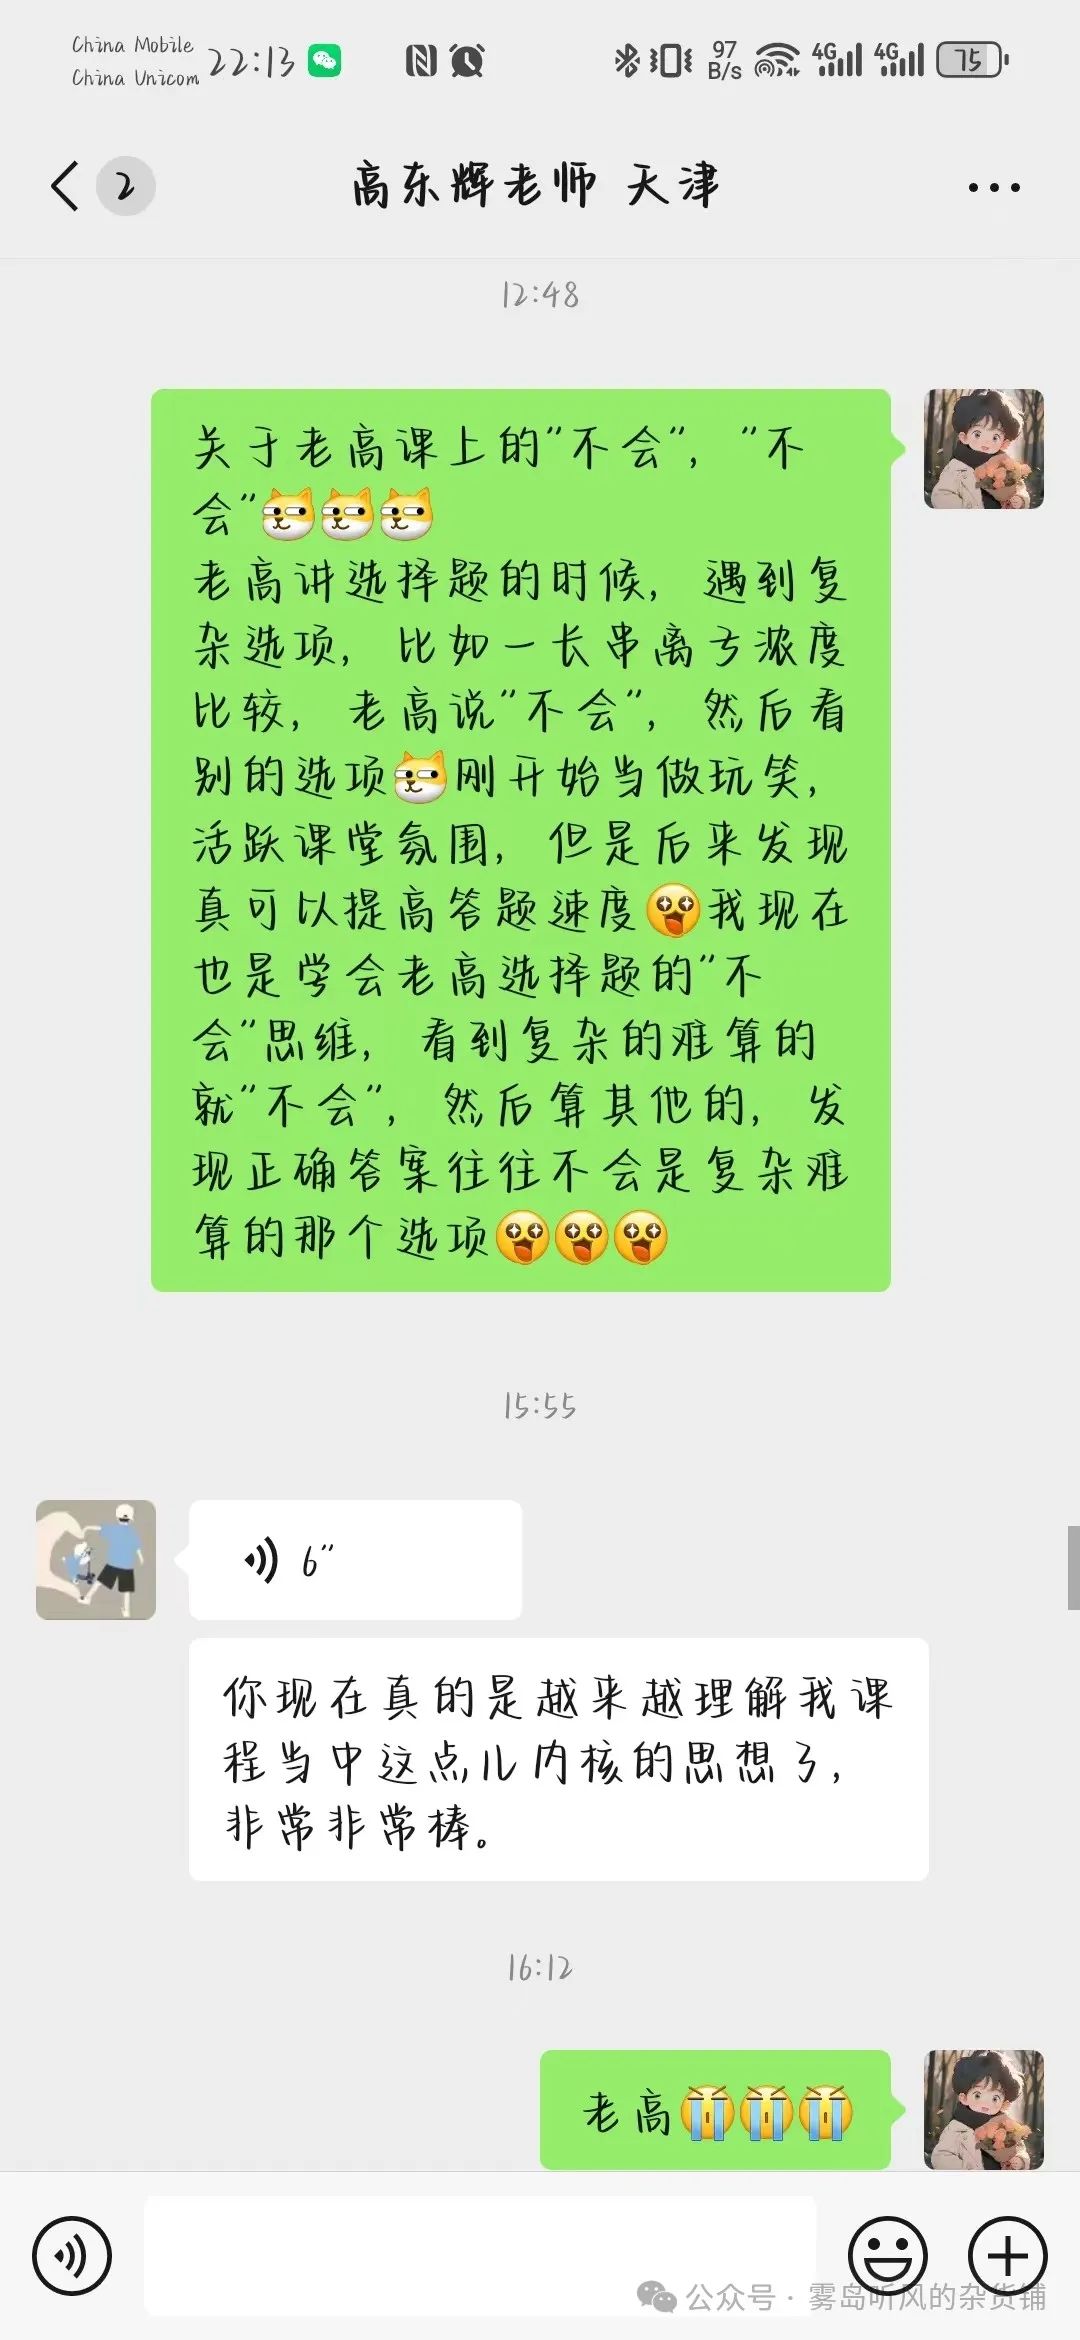 China Mobile
China Unicom
22:13
97
B/s
4G
4G
75
2
高东辉老师 天津
12:48
关于老高课上的"不会"，"不
会"
老高讲选择题的时候，遇到复
杂选项，比如一长串离子浓度
比较，老高说"不会"，然后看
别的选项刚开始当做玩笑，
活跃课堂氛围，但是后来发现
真可以提高答题速度我现在
也是学会老高选择题的"不
会"思维，看到复杂的难算的
就"不会"，然后算其他的，发
现正确答案往往不会是复杂难
算的那个选项
15:55
6"
你现在真的是越来越理解我课
程当中这点儿内核的思想了，
非常非常棒。
16:12
老高
公众号·雾岛听风的杂货铺